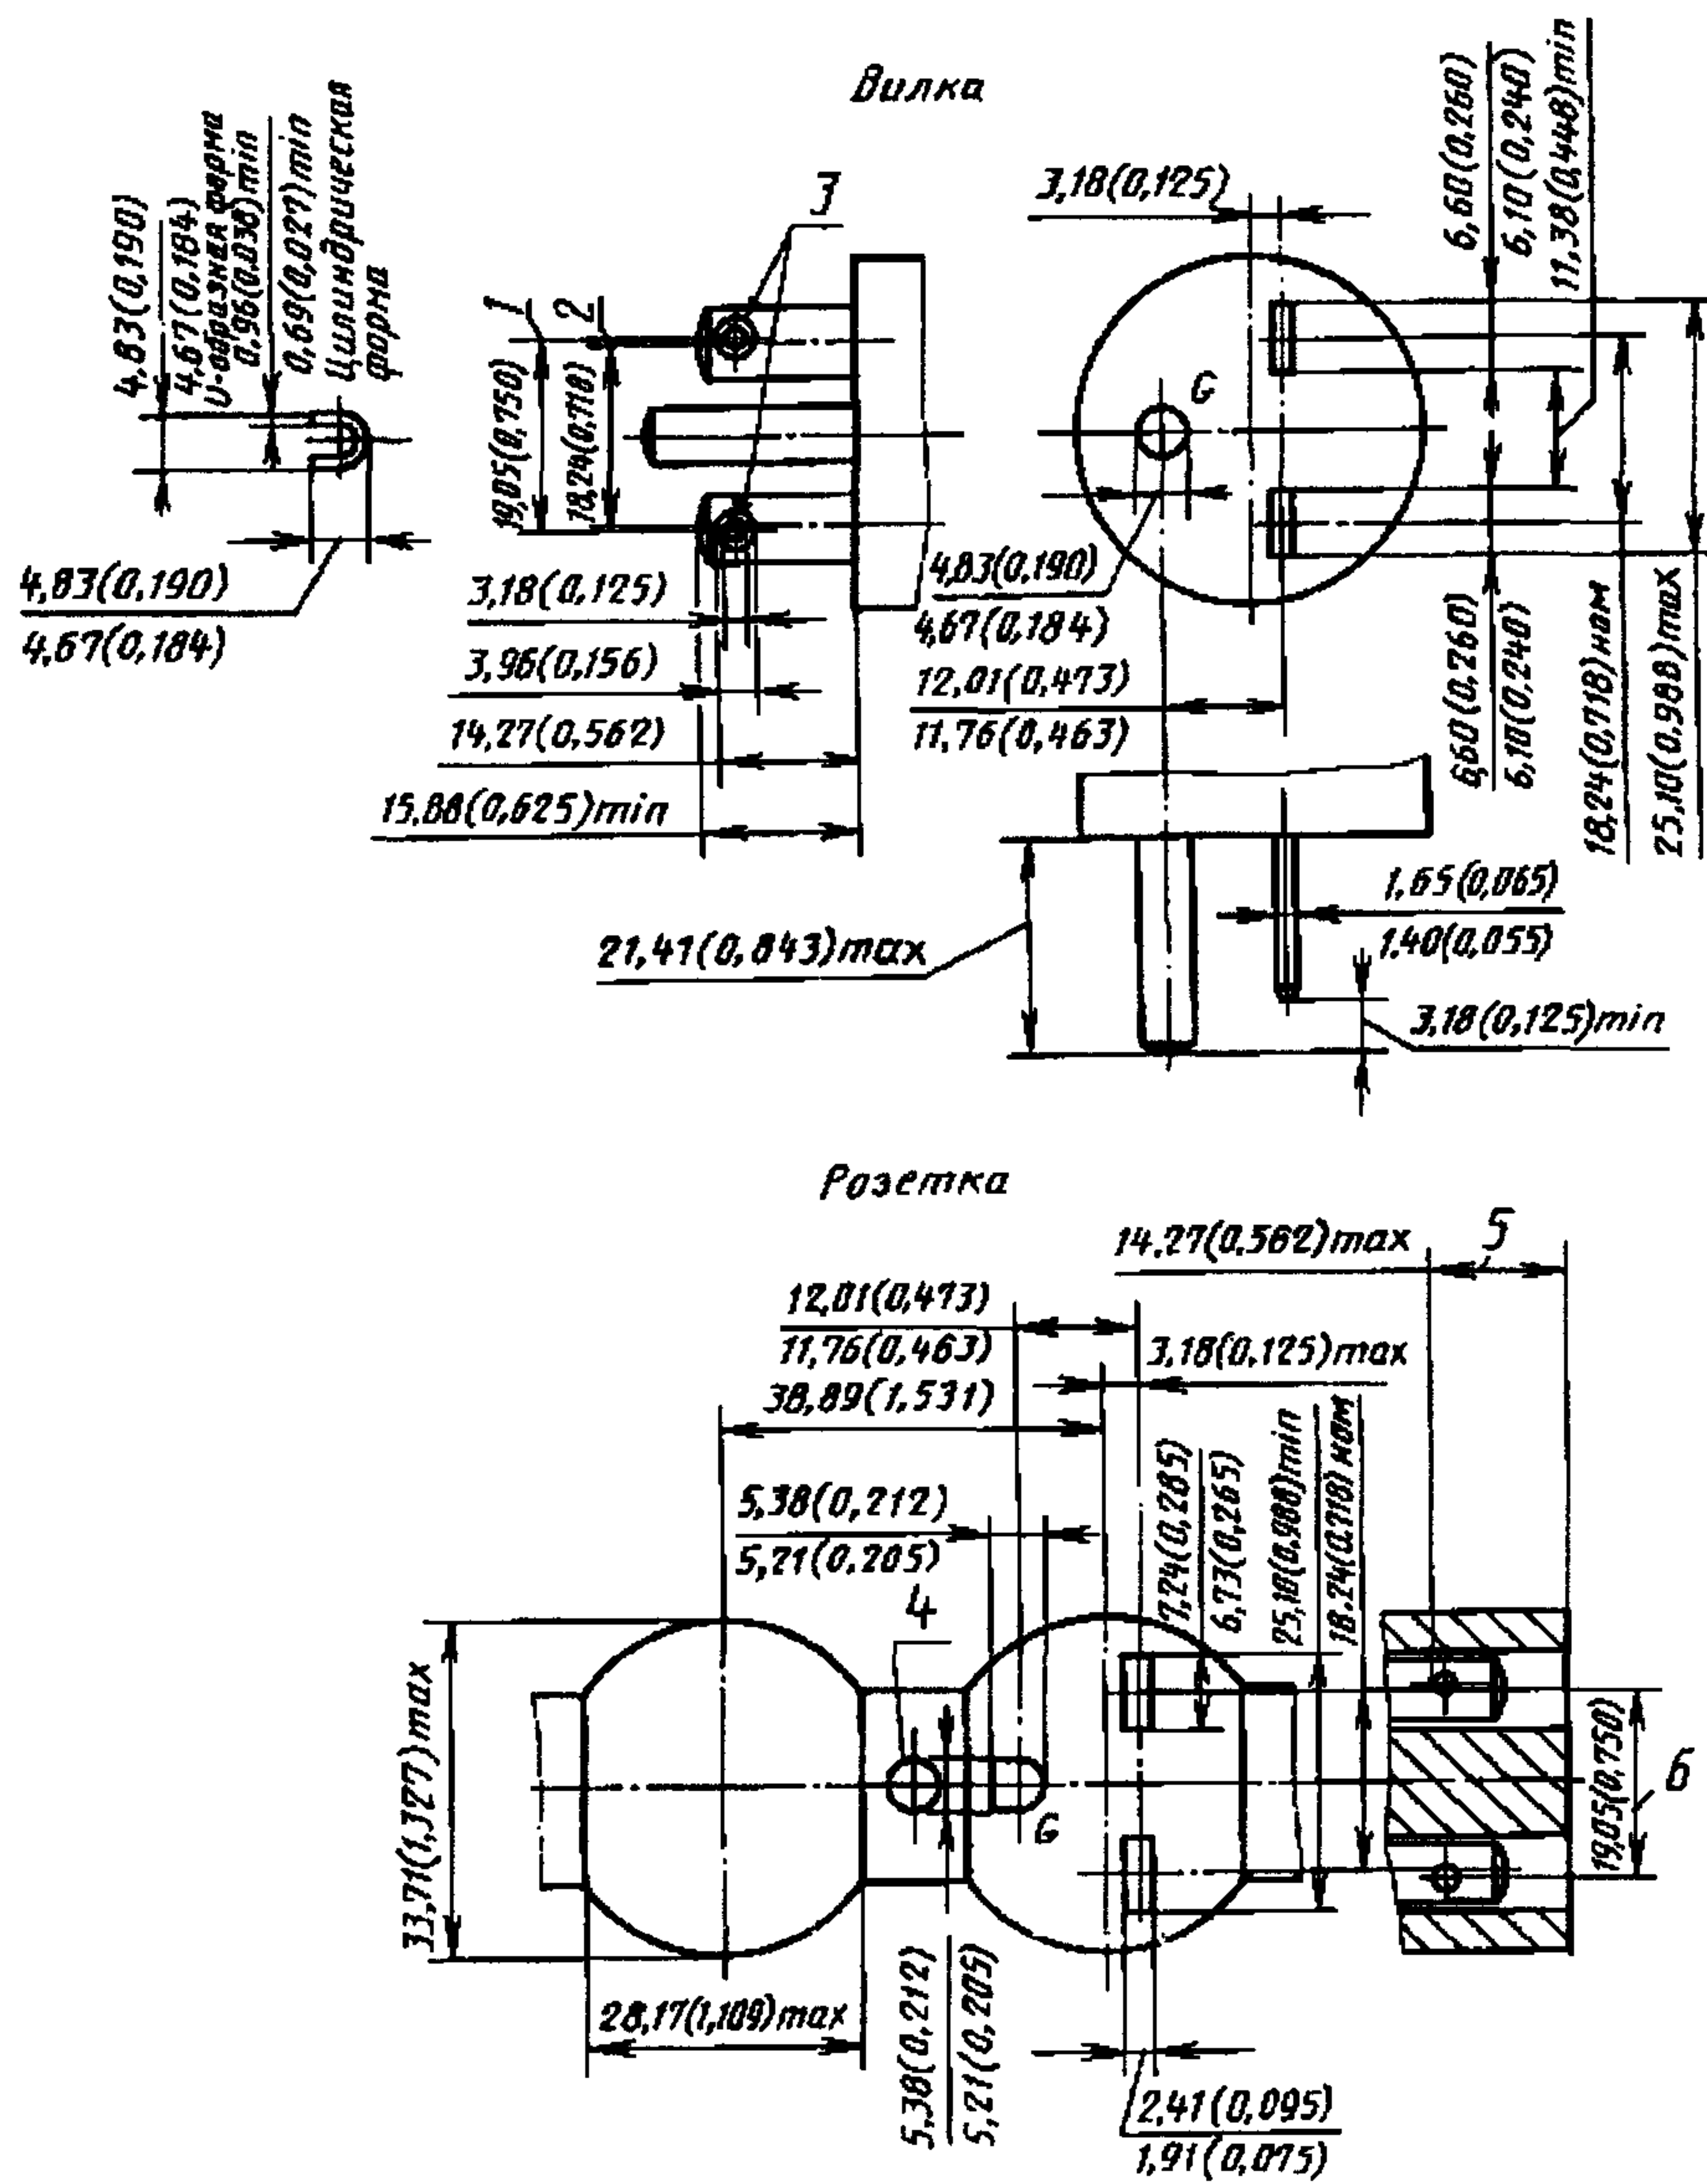 Вилка
4,83(0,190)
4,67(0,184)
U-образная форма
0,96(0,038)min
0,69(0,027)min
Цилиндрическая
форма
4,83(0,190)
4,67(0,184)
3
1
2
19,05(0,750)
18,24(0,718)
3,18(0,125)
3,96(0,156)
14,27(0,562)
15,88(0,625)min
3,18(0,125)
6,60(0,260)
6,10(0,240)
11,38(0,448)min
G
4,83(0,190)
4,67(0,184)
12,01(0,473)
11,76(0,463)
6,60(0,260)
6,10(0,240)
18,24(0,718)ном
25,10(0,988)max
21,41(0,843)max
1,65(0,065)
1,40(0,055)
3,18(0,125)min
Розетка
14,27(0,562)max
5
12,01(0,473)
11,76(0,463)
3,18(0,125)max
38,89(1,531)
5,38(0,212)
5,21(0,205)
7,24(0,285)
6,73(0,265)
25,10(0,988)min
18,24(0,718)ном
4
G
33,71(1,327)max
19,05(0,750)
6
28,17(1,109)max
5,38(0,212)
5,21(0,205)
2,41(0,095)
1,91(0,075)